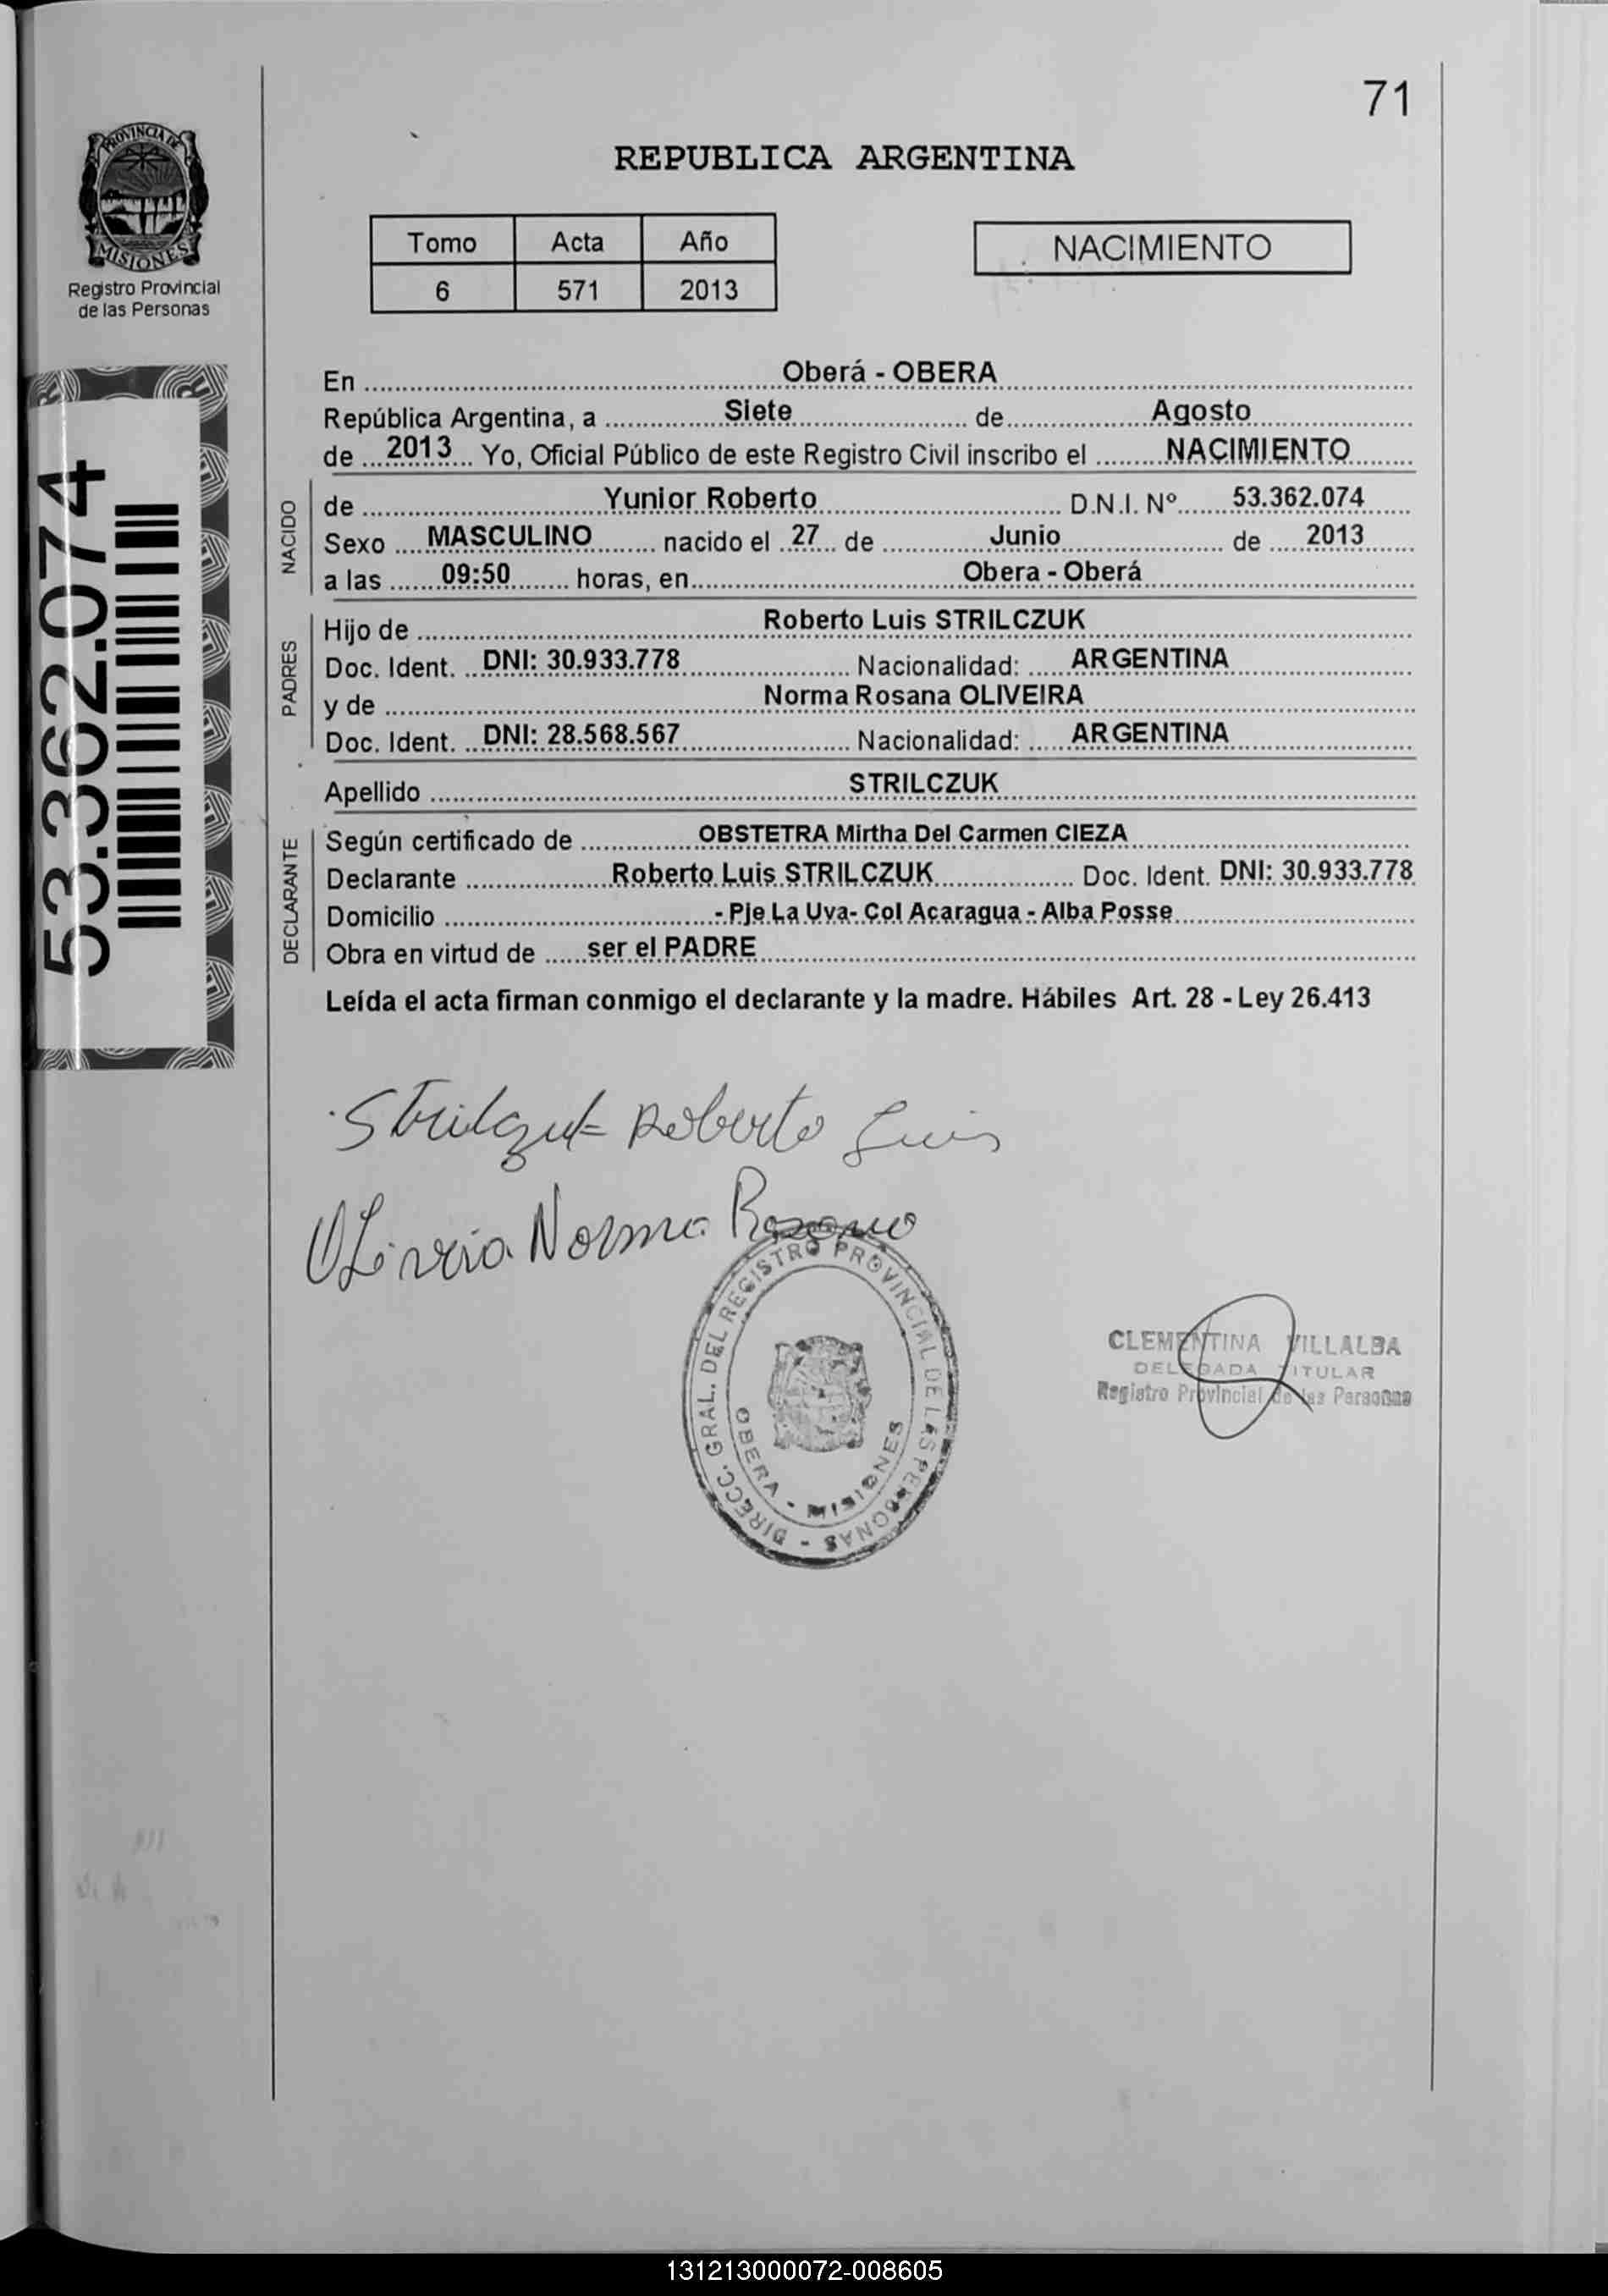 71
PROVINCIA DE
MISIONES
Registro Provincial
de las Personas
REPUBLICA ARGENTINA
Tomo Acta Año
6 571 2013
NACIMIENTO
53.362.074
En Oberá - OBERA
República Argentina, a Siete de Agosto
de 2013 Yo, Oficial Público de este Registro Civil inscribo el NACIMIENTO
NACIDO
de Yunior Roberto D.N.I. Nº 53.362.074
Sexo MASCULINO nacido el 27 de Junio de 2013
a las 09:50 horas, en Obera - Oberá
PADRES
Hijo de Roberto Luis STRILCZUK
Doc. Ident. DNI: 30.933.778 Nacionalidad: ARGENTINA
y de Norma Rosana OLIVEIRA
Doc. Ident. DNI: 28.568.567 Nacionalidad: ARGENTINA
Apellido STRILCZUK
DECLARANTE
Según certificado de OBSTETRA Mirtha Del Carmen CIEZA
Declarante Roberto Luis STRILCZUK Doc. Ident. DNI: 30.933.778
Domicilio - Pje La Uva- Col Acaragua - Alba Posse
Obra en virtud de ser el PADRE
Leída el acta firman conmigo el declarante y la madre. Hábiles Art. 28 - Ley 26.413
Roberto Luis
Norma
DIRECC. GRAL. DEL REGISTRO PROVINCIAL DE LAS PERSONAS -
OBERA - MISIONES
CLEMENTINA VILLALBA
DELEGADA TITULAR
Registro Provincial de las Personas
131213000072-008605